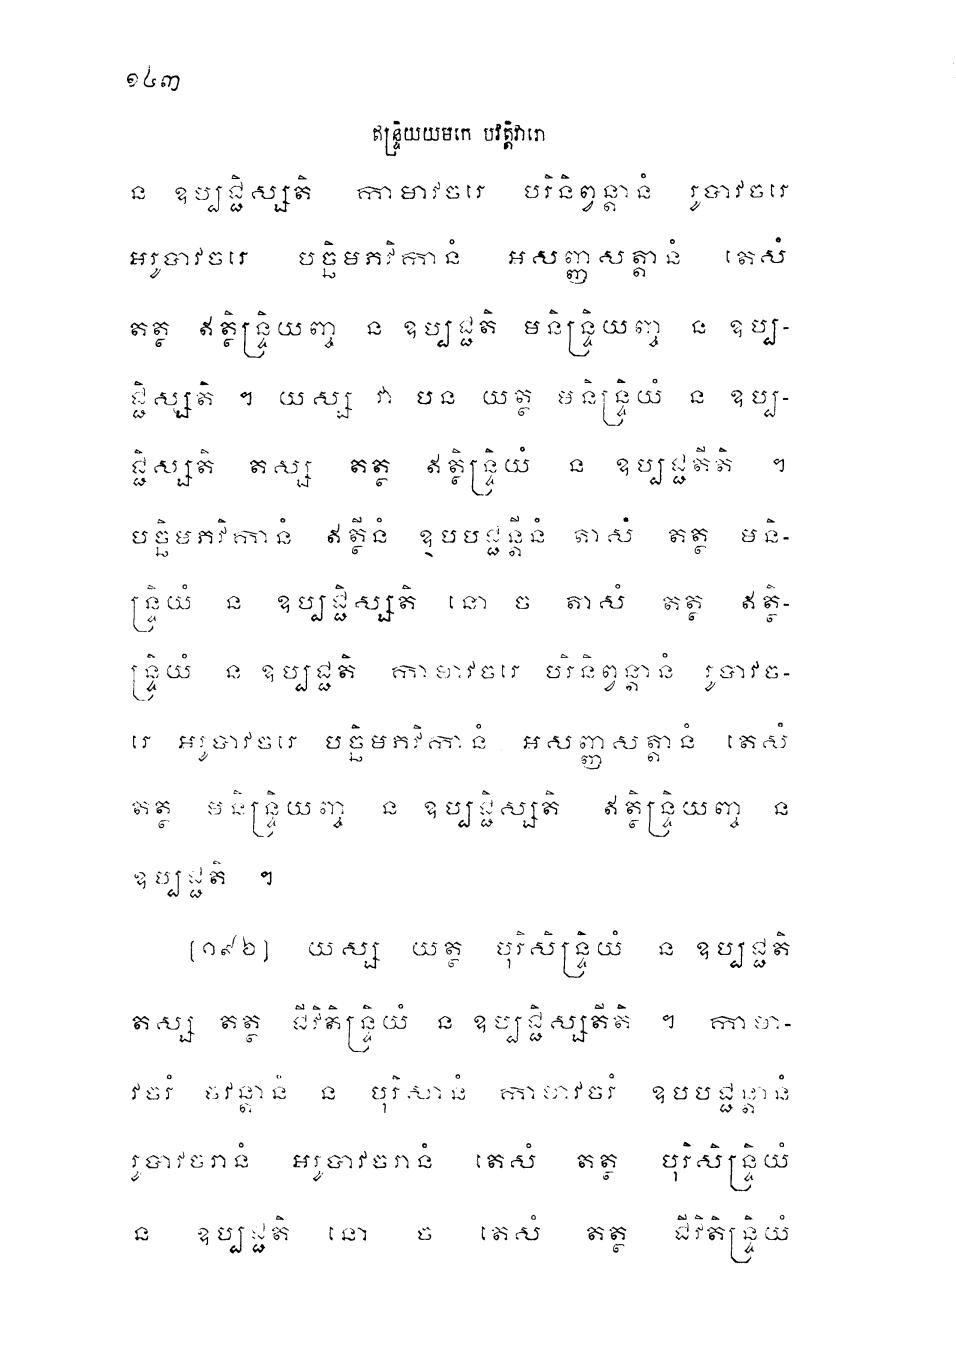 ១៤៣
ឥន្ទ្រិយយមកេ បវត្តិវារោ
ន ឧប្បជ្ជិស្សតិ កាមាវចរេ បរិនិព្វន្តានំ រូបាវចរេ
អរូបាវចរេ បច្ឆិមភវិកានំ អសញ្ញសត្តានំ តេសំ
តត្ថ ឥត្ថិន្ទ្រិយញ្ច ន ឧប្បជ្ជតិ មនិន្ទ្រិយញ្ច ន ឧប្ប-
ជ្ជិស្សតិ ។ យស្ស វា បន យត្ថ មនិន្ទ្រិយំ ន ឧប្ប-
ជ្ជិស្សតិ តស្ស តត្ថ ឥត្ថិន្ទ្រិយំ ន ឧប្បជ្ជតីតិ ។
បច្ឆិមភវិកានំ ឥត្ថីនំ ឧបបជ្ជន្តីនំ តាសំ តត្ថ មនិ-
ន្ទ្រិយំ ន ឧប្បជ្ជិស្សតិ នោ ច តាសំ តត្ថ ឥត្ថិ-
ន្ទ្រិយំ ន ឧប្បជ្ជតិ កាមាវចរេ បរិនិព្វន្តានំ រូបាវច-
រេ អរូបាវចរេ បច្ឆិមភវិកានំ អសញ្ញសត្តានំ តេសំ
តត្ថ មនិន្ទ្រិយញ្ច ន ឧប្បជ្ជិស្សតិ ឥត្ថិន្ទ្រិយញ្ច ន
ឧប្បជ្ជតិ ។
[១៩៦] យស្ស យត្ថ បុរិសិន្ទ្រិយំ ន ឧប្បជ្ជតិ
តស្ស តត្ថ ជីវិតិន្ទ្រិយំ ន ឧប្បជ្ជិស្សតីតិ ។ កាមា-
វចរំ ចវន្តានំ ន បុរិសានំ កាមាវចរំ ឧបបជ្ជន្តានំ
រូបាវចរានំ អរូបាវចរានំ តេសំ តត្ថ បុរិសិន្ទ្រិយំ
ន ឧប្បជ្ជតិ នោ ច តេសំ តត្ថ ជីវិតិន្ទ្រិយំ